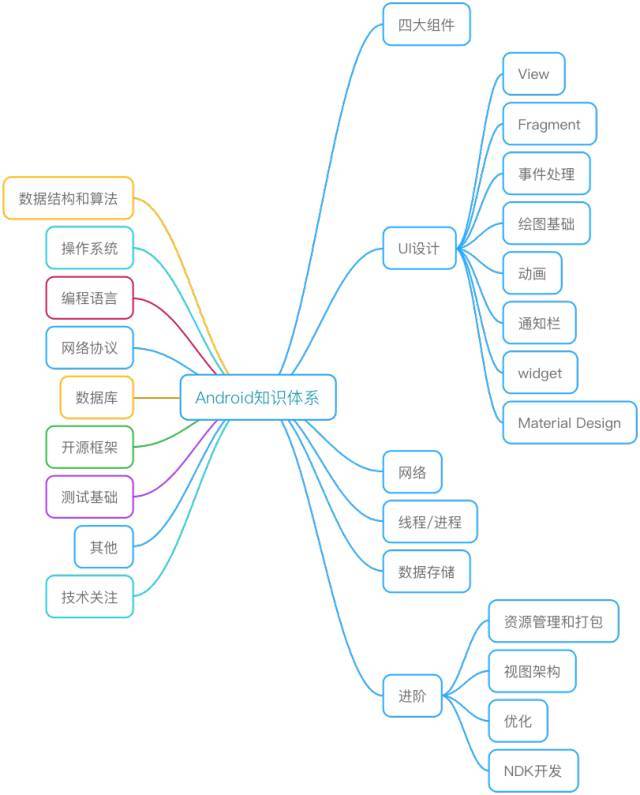 四大组件
View
Fragment
事件处理
绘图基础
动画
通知栏
widget
Material Design
UI设计
数据结构和算法
操作系统
编程语言
网络协议
数据库
开源框架
测试基础
其他
技术关注
Android知识体系
网络
线程/进程
数据存储
进阶
资源管理和打包
视图架构
优化
NDK开发